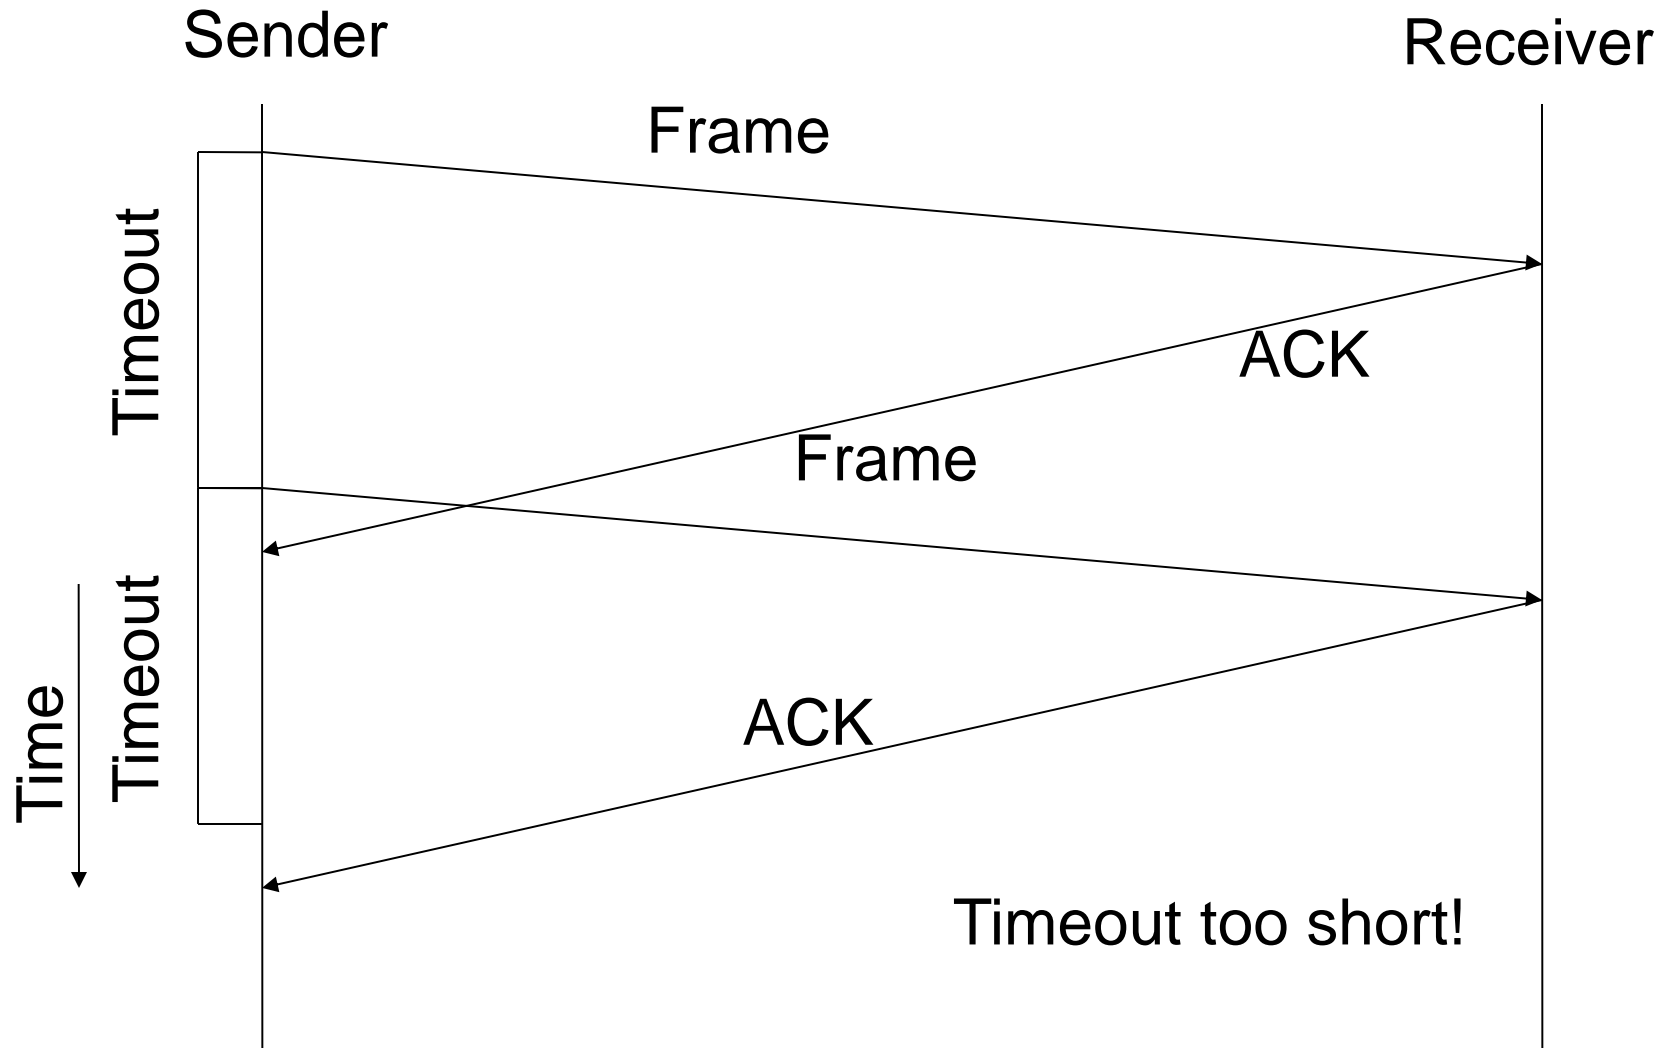 Sender
Receiver
Frame
Timeout
ACK
Frame
Timeout
Time
ACK
Timeout too short!